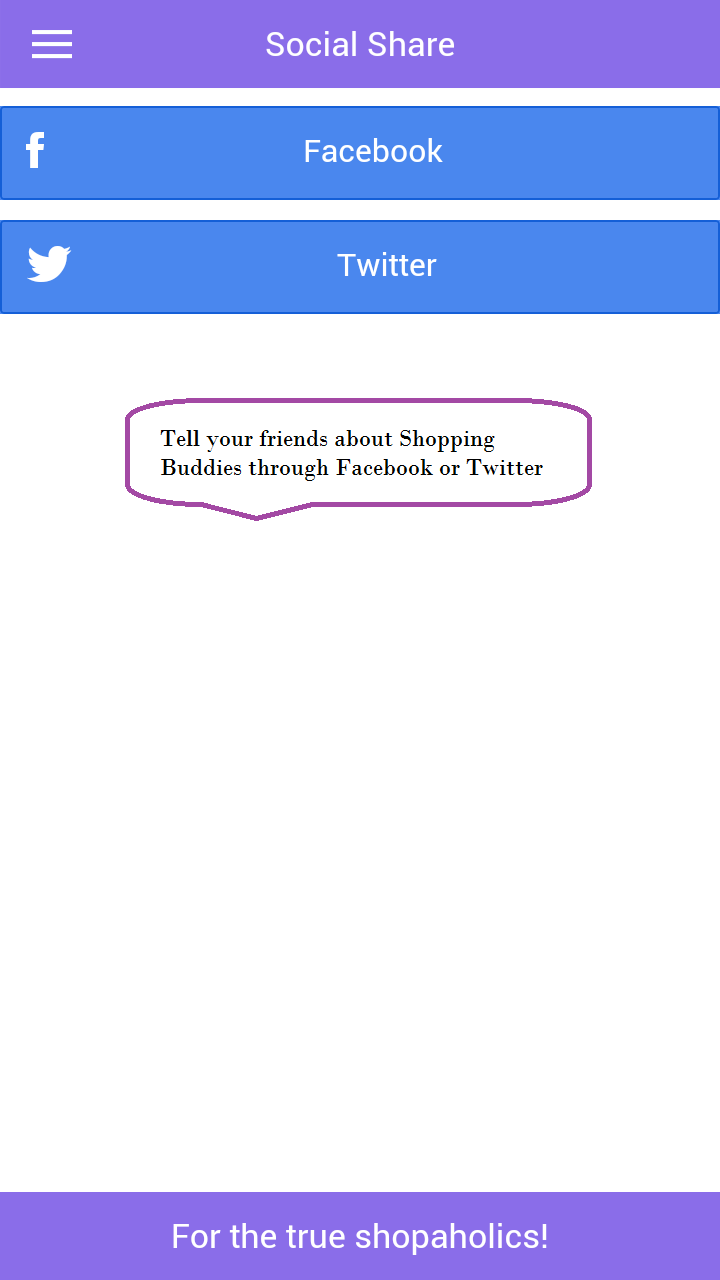 Social Share
Facebook
Twitter
Tell your friends about Shopping
Buddies through Facebook or Twitter
For the true shopaholics!